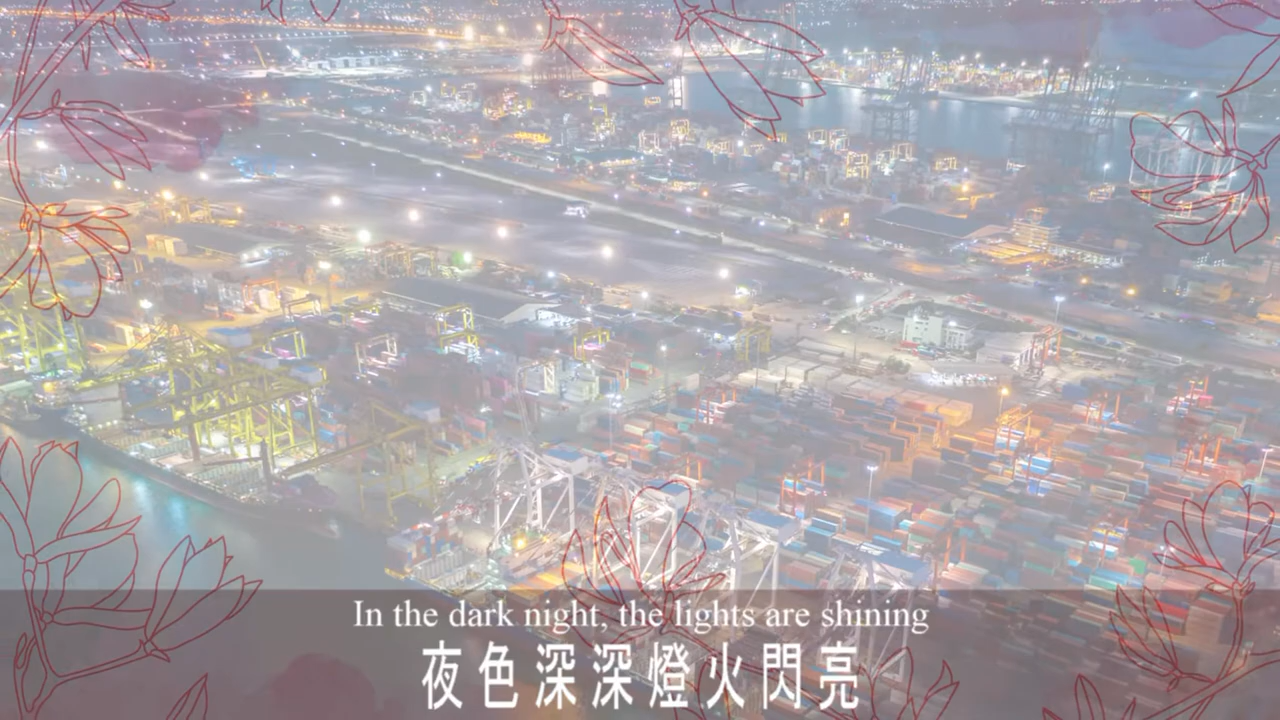 In the dark night, the lights are shining
夜色深深燈火閃亮